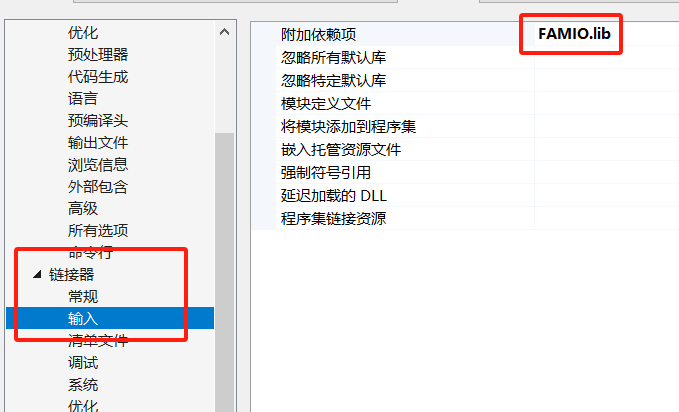 优化
预处理器
代码生成
语言
预编译头
输出文件
浏览信息
外部包含
高级
所有选项
命令行
链接器
常规
输入
清单文件
调试
系统
优化
附加依赖项 FAMIO.lib
忽略所有默认库
忽略特定默认库
模块定义文件
将模块添加到程序集
嵌入托管资源文件
强制符号引用
延迟加载的 DLL
程序集链接资源